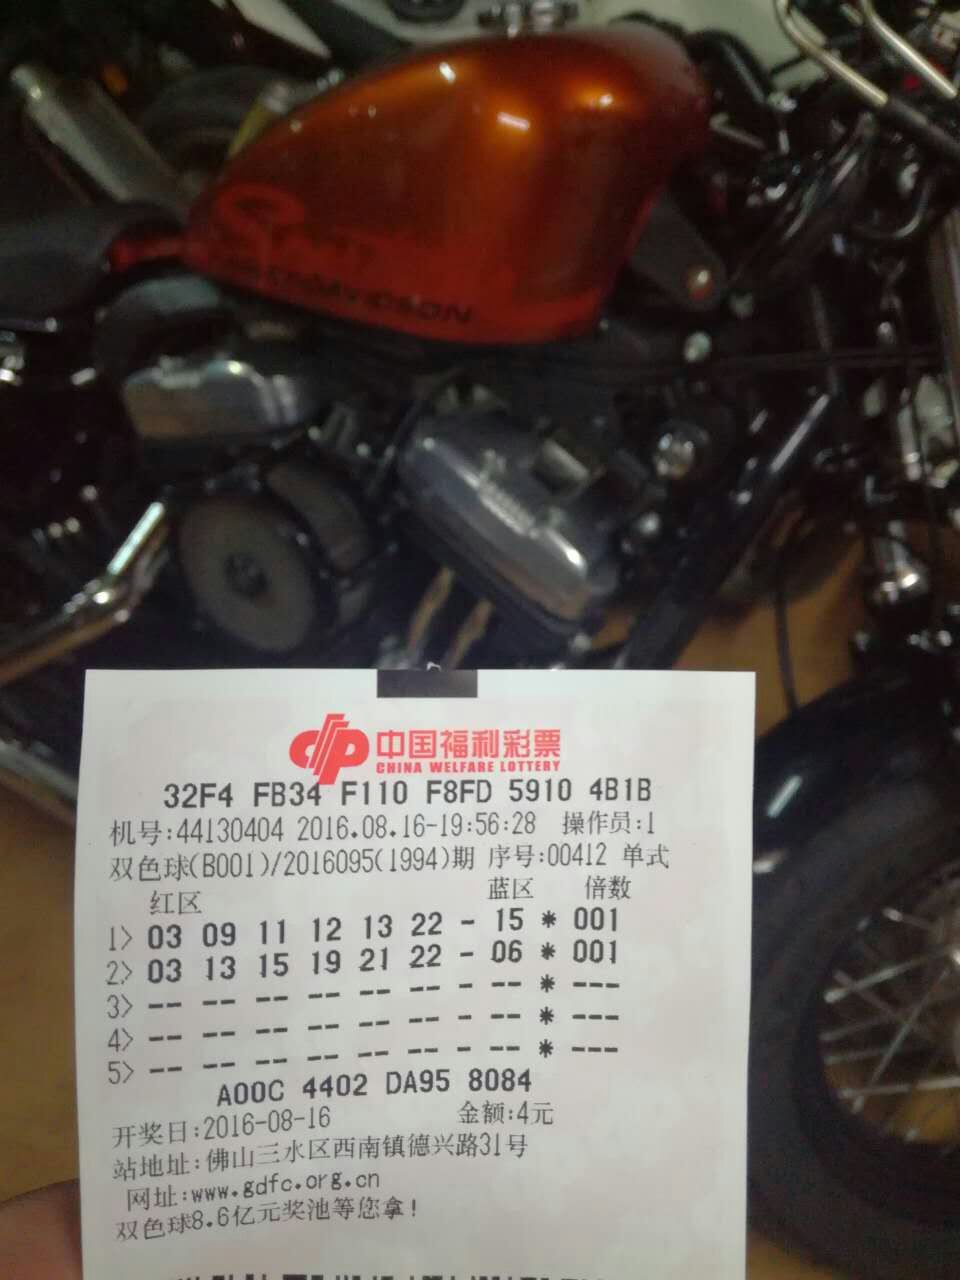 DAVIDSON
中国福利彩票
CHINA WELFARE LOTTERY
32F4 FB34 F110 F8FD 5910 4B1B
机号:44130404 2016.08.16-19:56:28 操作员:1
双色球(B001)/2016095(1994)期 序号:00412 单式
红区 蓝区 倍数
1> 03 09 11 12 13 22 - 15 * 001
2> 03 13 15 19 21 22 - 06 * 001
3> -- -- -- -- -- -- - -- * ---
4> -- -- -- -- -- -- - -- * ---
5> -- -- -- -- -- -- - -- * ---
A00C 4402 DA95 8084
开奖日:2016-08-16 金额:4元
站地址:佛山三水区西南镇德兴路31号
网址:www.gdfc.org.cn
双色球8.6亿元奖池等您拿!